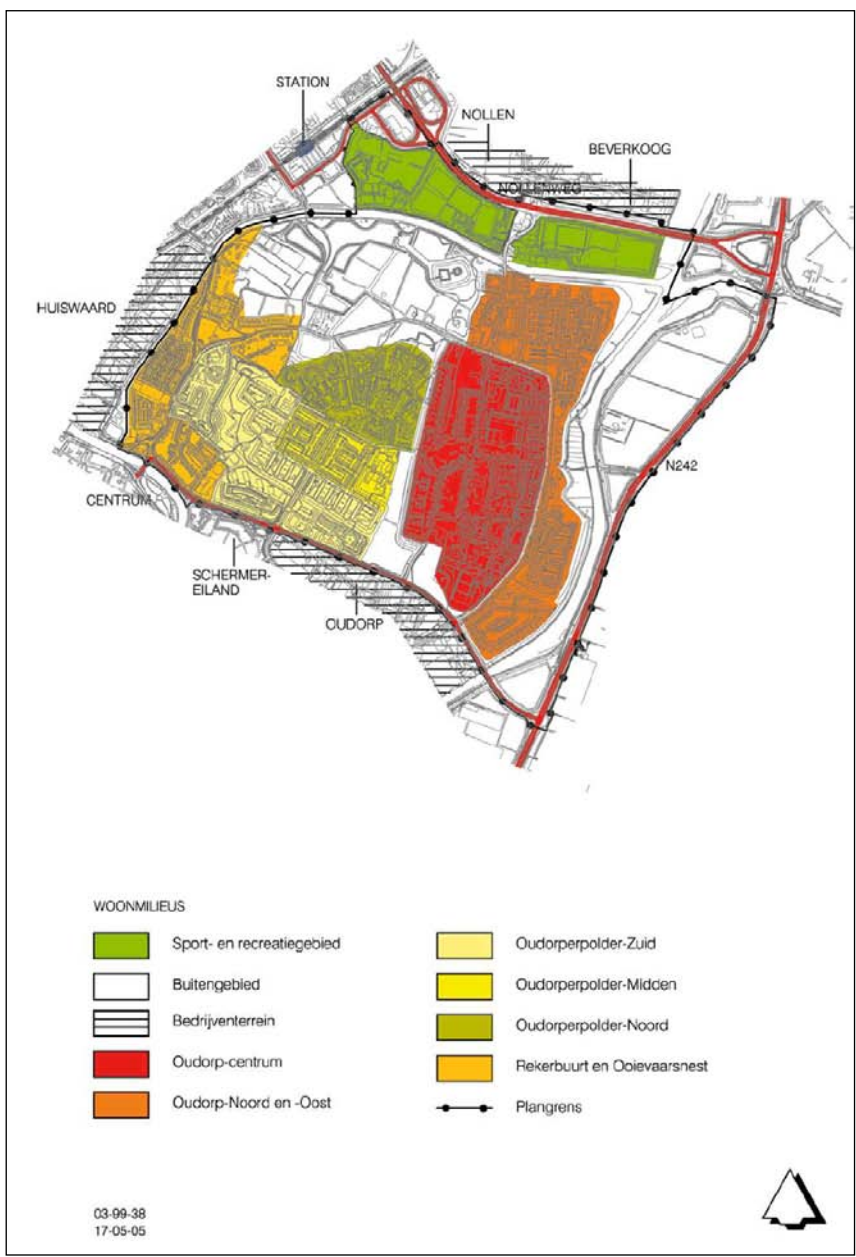 STATION
NOLLEN
BEVERKOOG
NOLLERWEG
HUISWAARD
N242
CENTRUM
SCHERMER-
EILAND
OUDORP
WOONMILIEUS
Sport- en recreatiegebied
Buitengebied
Bedrijventerrein
Oudorp-centrum
Oudorp-Noord en -Oost
Oudorperpolder-Zuid
Oudorperpolder-Midden
Oudorperpolder-Noord
Rekerbuurt en Ooievaarsnest
Plangrens
03-99-38
17-05-05